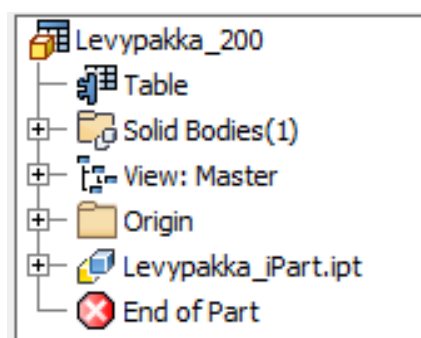 Levypakka_200
Table
Solid Bodies(1)
View: Master
Origin
Levypakka_iPart.ipt
End of Part